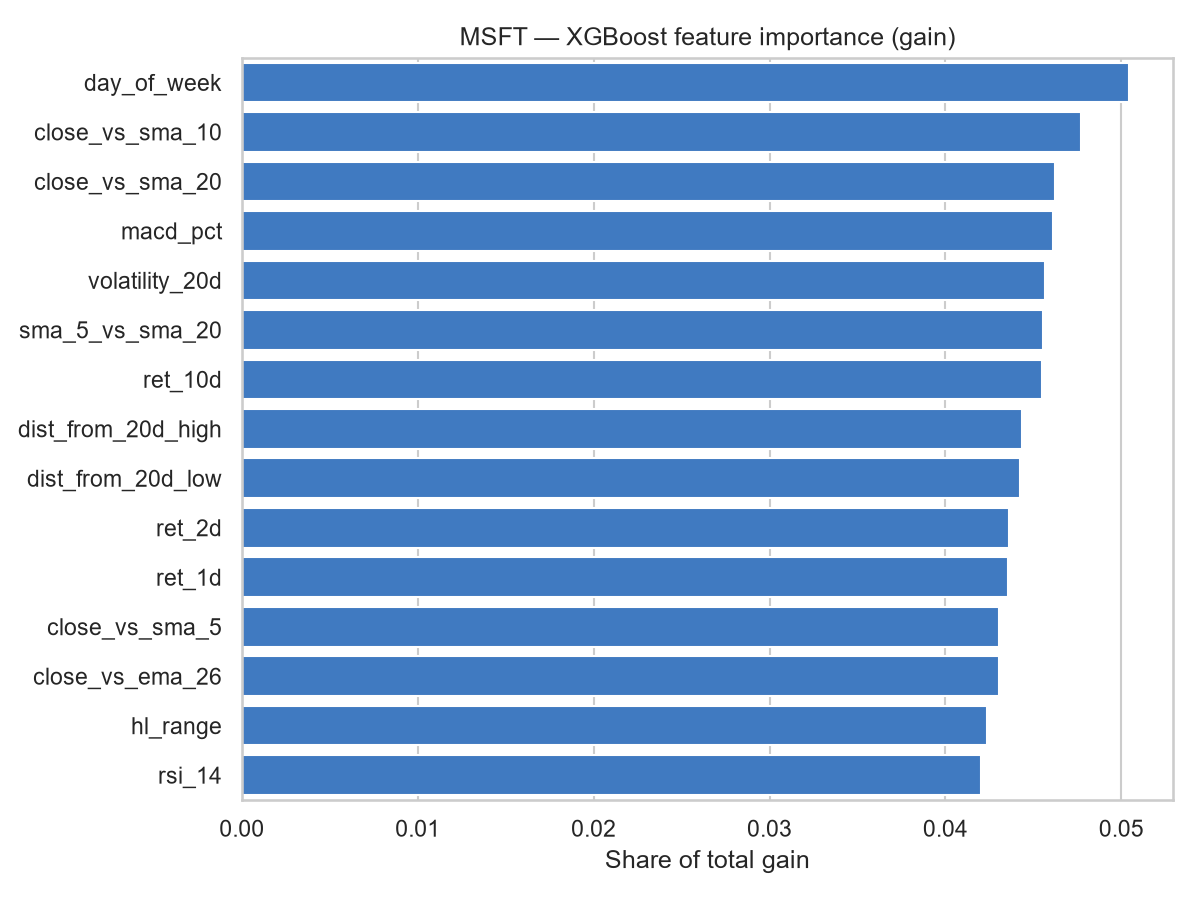 MSFT — XGBoost feature importance (gain)
day_of_week
close_vs_sma_10
close_vs_sma_20
macd_pct
volatility_20d
sma_5_vs_sma_20
ret_10d
dist_from_20d_high
dist_from_20d_low
ret_2d
ret_1d
close_vs_sma_5
close_vs_ema_26
hl_range
rsi_14
0.00 0.01 0.02 0.03 0.04 0.05
Share of total gain